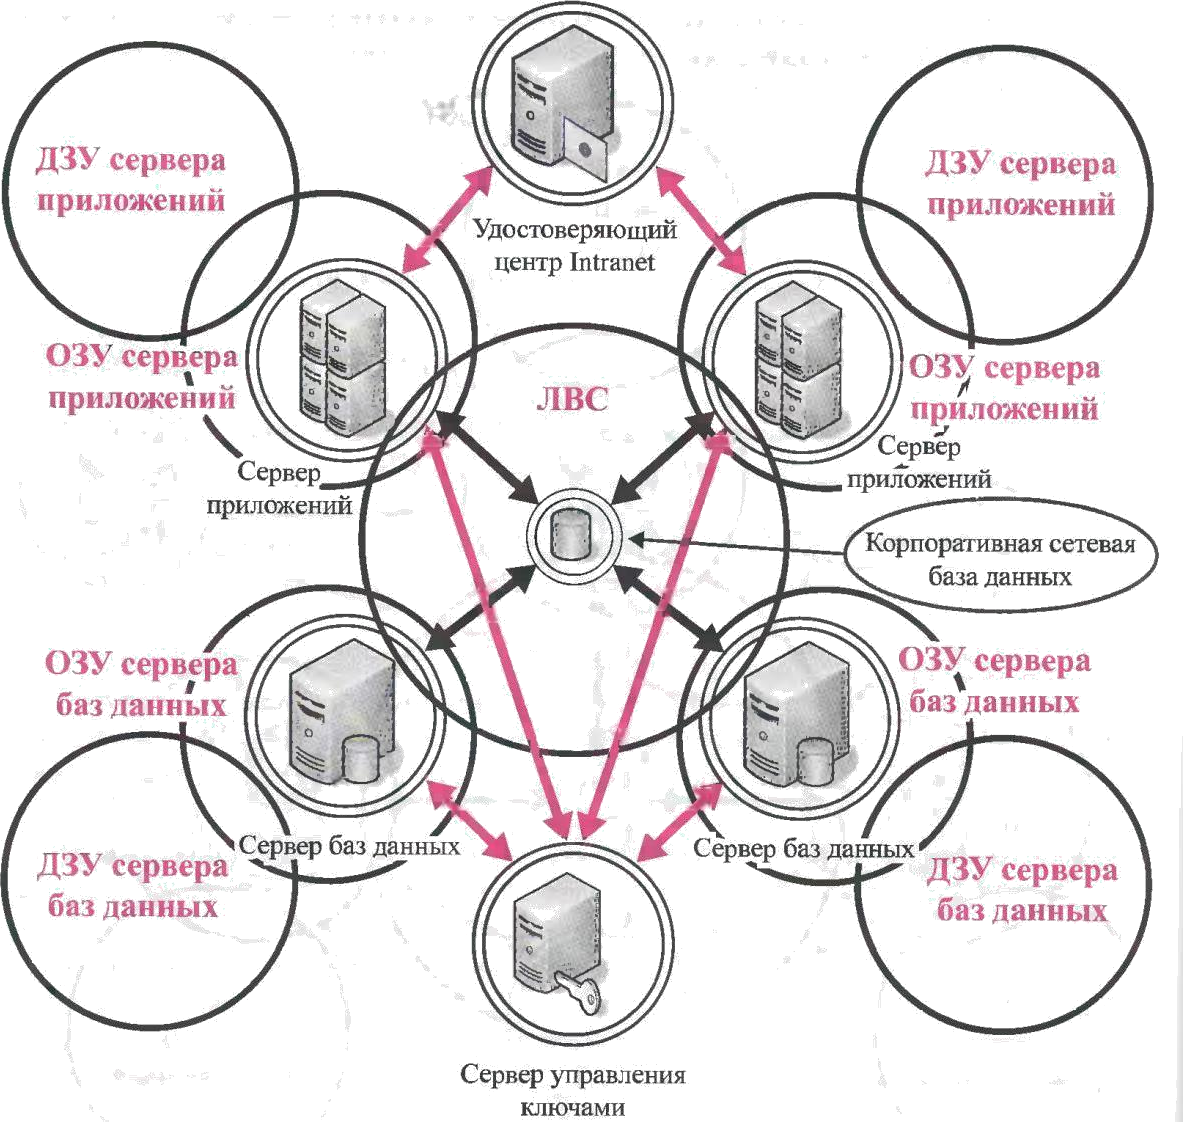 ДЗУ сервера
приложений
ДЗУ сервера
приложений
Удостоверяющий
центр Intranet
ОЗУ сервера
приложений
ЛВС
ОЗУ сервера
приложений
Сервер
приложений
Сервер
приложений
Корпоративная сетевая
база данных
ОЗУ сервера
баз данных
ОЗУ сервера
баз данных
Сервер баз данных
Сервер баз данных
ДЗУ сервера
баз данных
ДЗУ сервера
баз данных
Сервер управления
ключами